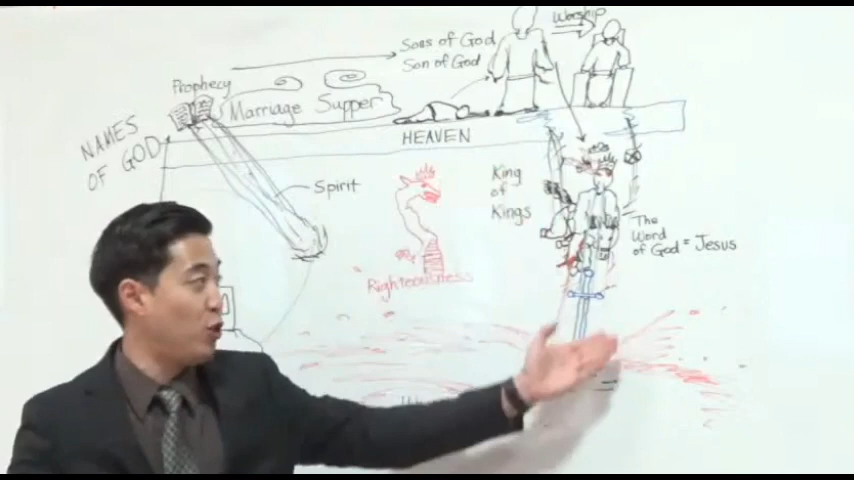 Worship
Sons of God
Son of God
Prophecy
Marriage Supper
NAMES
OF GOD
HEAVEN
Spirit
King
of
Kings
The
Word
of God = Jesus
Righteousness